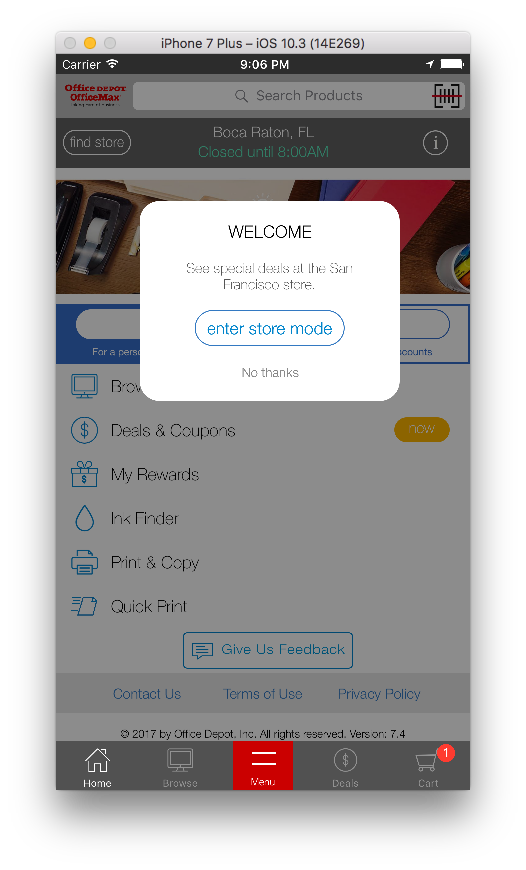 iPhone 7 Plus – iOS 10.3 (14E269)
Carrier 9:06 PM
Office DEPOT
OfficeMax
Search Products
find store
Boca Raton, FL
Closed until 8:00AM
i
WELCOME
See special deals at the San
Francisco store.
enter store mode
No thanks
For a perso
counts
Brow
$ Deals & Coupons now
$ My Rewards
Ink Finder
Print & Copy
Quick Print
Give Us Feedback
Contact Us Terms of Use Privacy Policy
© 2017 by Office Depot. Inc. All rights reserved. Version: 7.4
1
Home Browse Menu Deals Cart